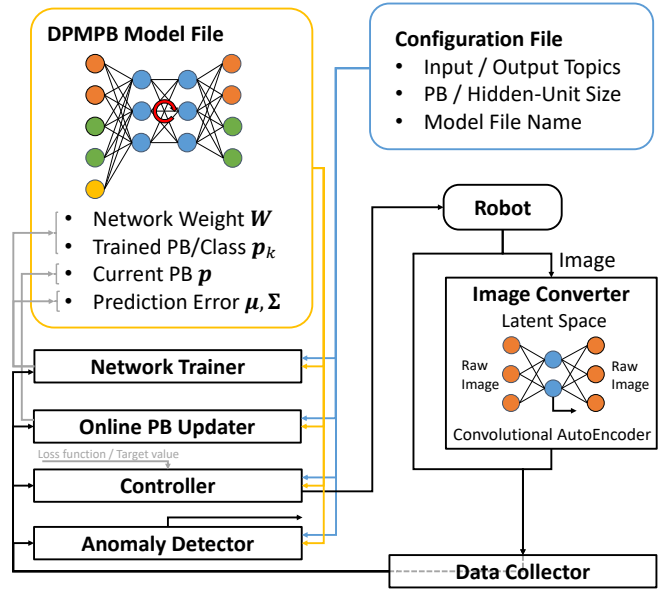 DPMPB Model File
• Network Weight W
• Trained PB/Class pₖ
• Current PB p
• Prediction Error μ, Σ
Configuration File
• Input / Output Topics
• PB / Hidden-Unit Size
• Model File Name
Robot
Image
Image Converter
Latent Space
Raw
Image
Raw
Image
Convolutional AutoEncoder
Network Trainer
Online PB Updater
Loss function / Target value
Controller
Anomaly Detector
Data Collector